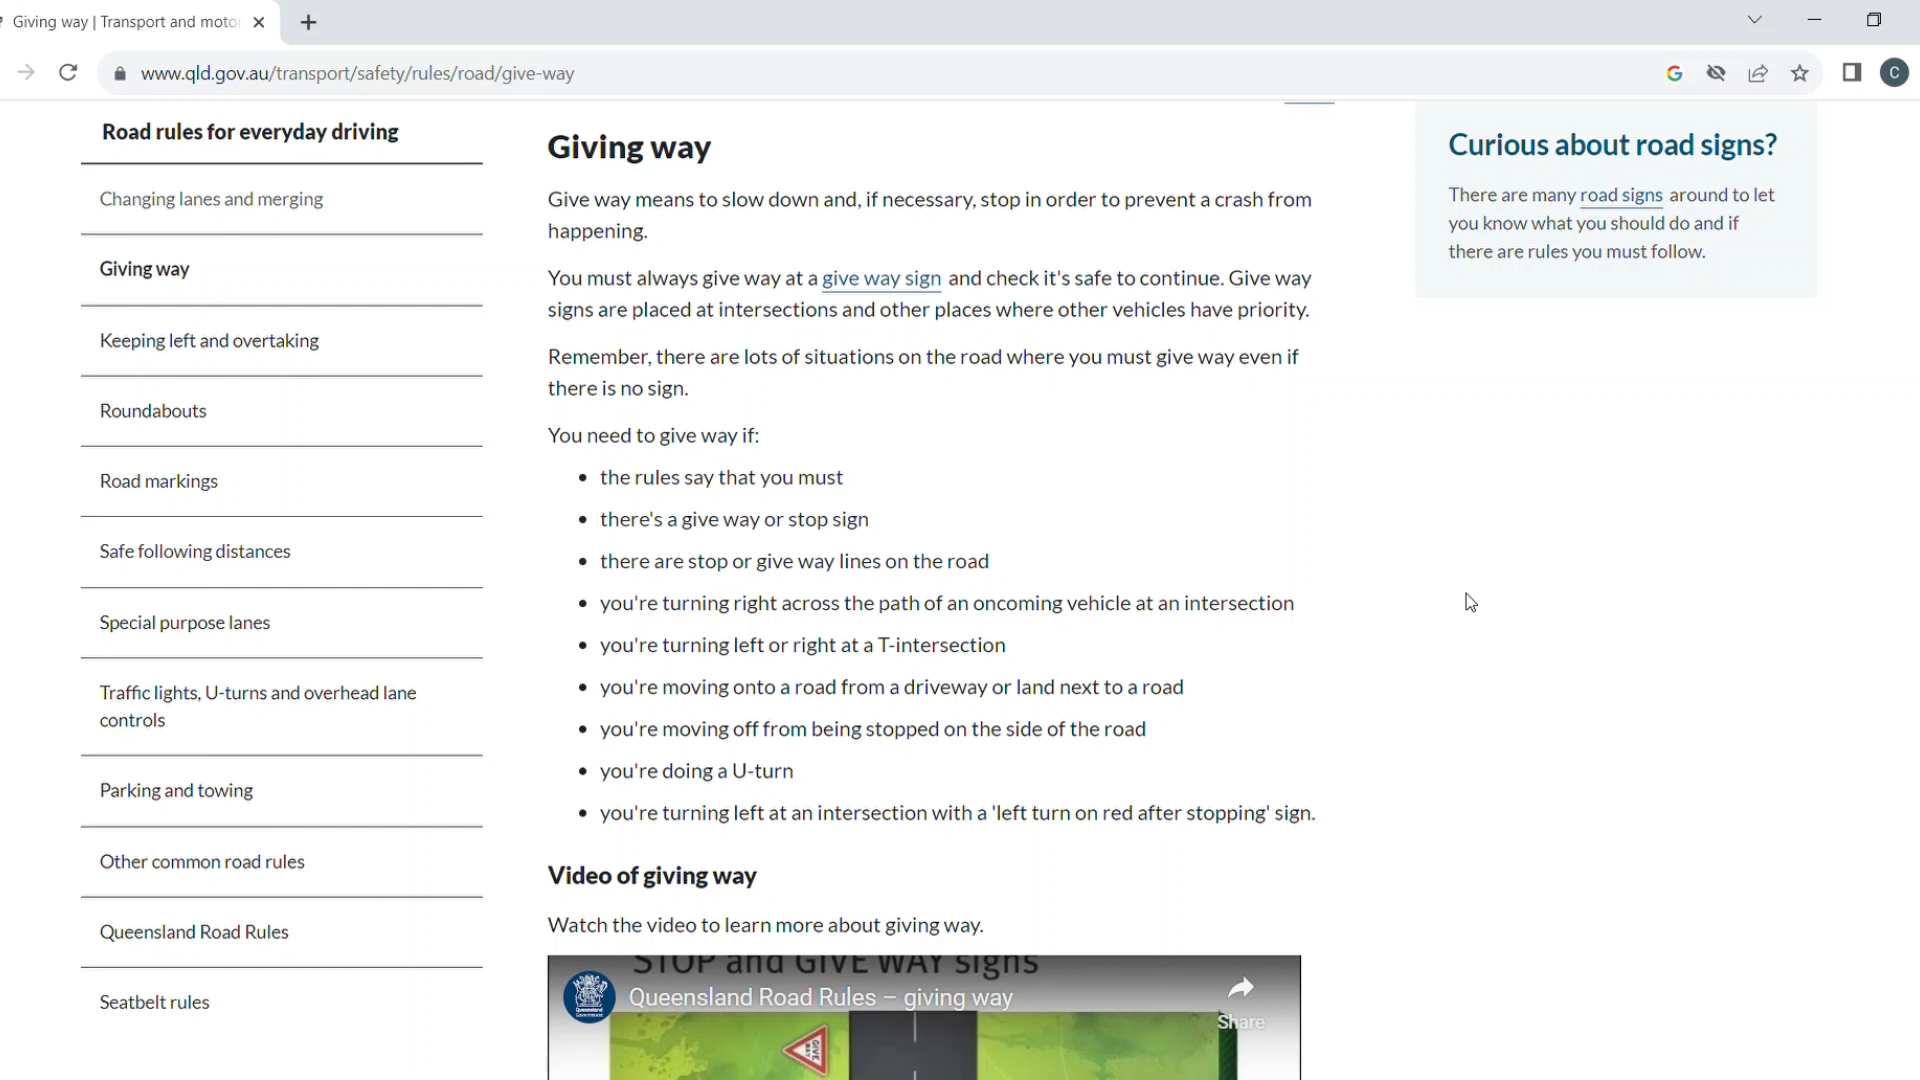 Giving way | Transport and moto
www.qld.gov.au/transport/safety/rules/road/give-way
C
Road rules for everyday driving
Changing lanes and merging
Giving way
Keeping left and overtaking
Roundabouts
Road markings
Safe following distances
Special purpose lanes
Traffic lights, U-turns and overhead lane
controls
Parking and towing
Other common road rules
Queensland Road Rules
Seatbelt rules
Giving way
Give way means to slow down and, if necessary, stop in order to prevent a crash from
happening.
You must always give way at a give way sign and check it's safe to continue. Give way
signs are placed at intersections and other places where other vehicles have priority.
Remember, there are lots of situations on the road where you must give way even if
there is no sign.
You need to give way if:
• the rules say that you must
• there's a give way or stop sign
• there are stop or give way lines on the road
• you're turning right across the path of an oncoming vehicle at an intersection
• you're turning left or right at a T-intersection
• you're moving onto a road from a driveway or land next to a road
• you're moving off from being stopped on the side of the road
• you're doing a U-turn
• you're turning left at an intersection with a 'left turn on red after stopping' sign.
Video of giving way
Watch the video to learn more about giving way.
STOP and GIVE WAY signs
Queensland Road Rules – giving way
Queensland
Government
Share
GIVE
WAY
Curious about road signs?
There are many road signs around to let
you know what you should do and if
there are rules you must follow.